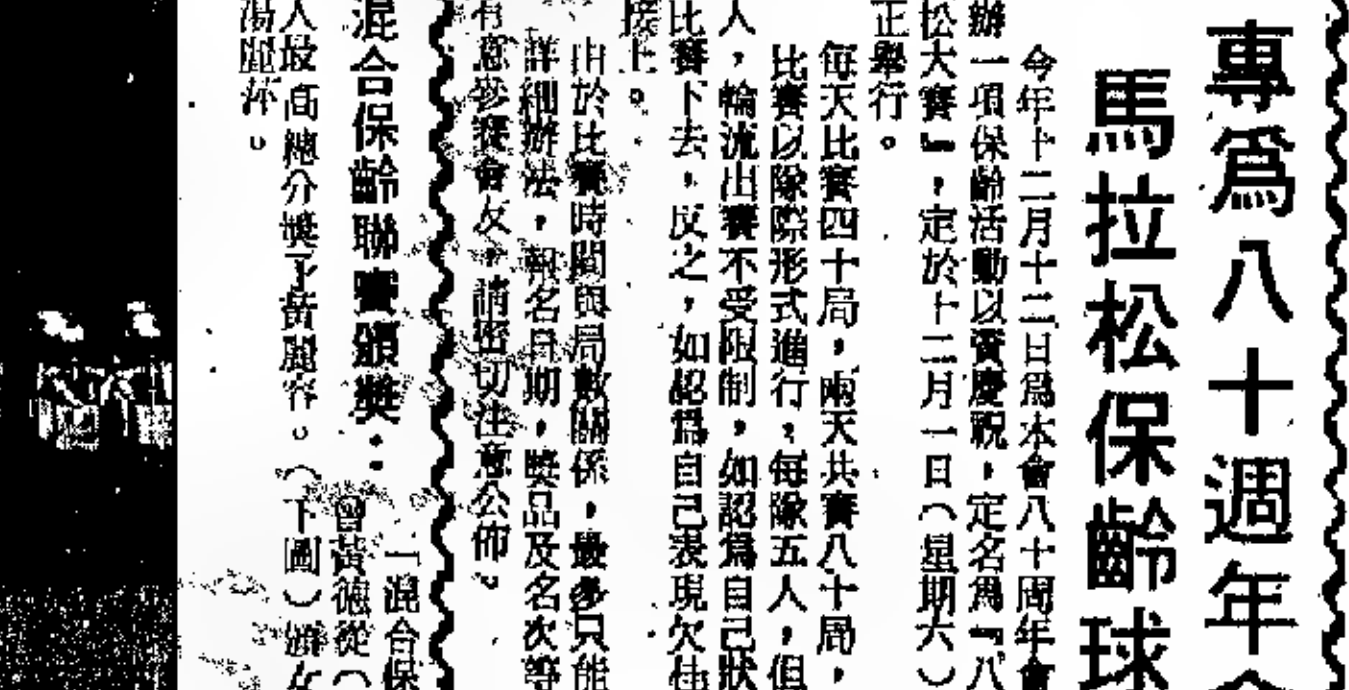 專爲八十週年會
馬拉松保齡球
今年十二月十二日爲本會八十周年會
辦一項保齡活動以資慶祝，定名爲『八
松大賽』，定於十二月一日（星期六）
正舉行。
每天比賽四十局，兩天共賽八十局，
比賽以隊際形式進行，每隊五人，但
人，輪流出賽不受限制，如認爲自己狀
比賽下去，反之，如認爲自己表現欠佳
接上。
由於比賽時間與局數關係，最多只能
詳細辦法，報名日期，獎品及名次等
有意參賽會友，請密切注意公佈。
混合保齡聯賽頒獎：
「混合保
曾黃德從（
人最高總分獎予黃麗容。（下圖）
湯麗杯。